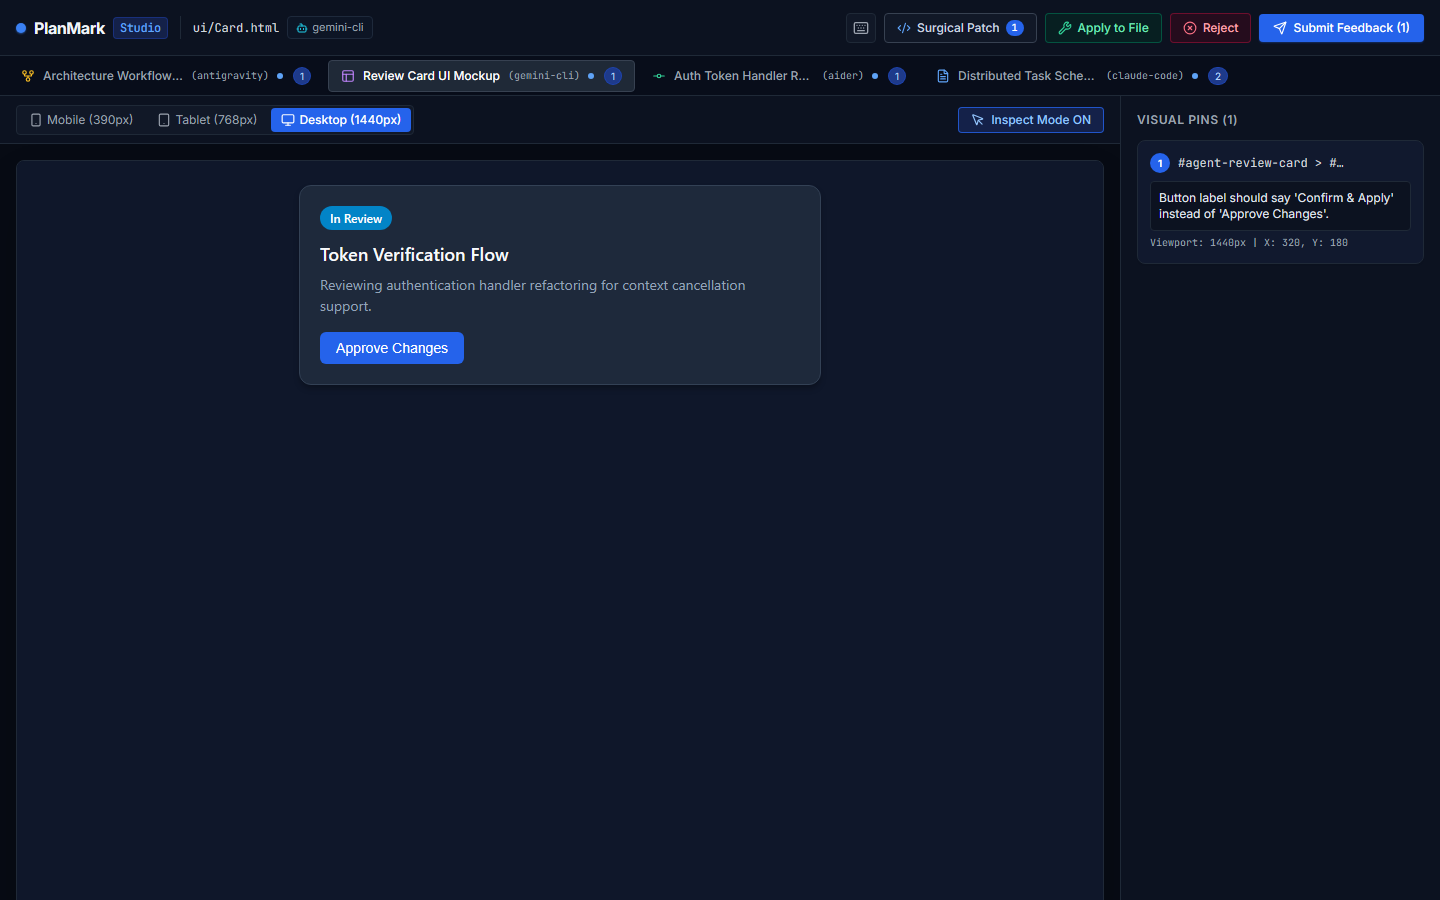 PlanMark Studio ui/Card.html gemini-cli Surgical Patch 1 Apply to File Reject Submit Feedback (1)
Architecture Workflow... (antigravity) 1 Review Card UI Mockup (gemini-cli) 1 Auth Token Handler R... (aider) 1 Distributed Task Sche... (claude-code) 2
Mobile (390px) Tablet (768px) Desktop (1440px) Inspect Mode ON
VISUAL PINS (1)
1 #agent-review-card > #…
Button label should say 'Confirm & Apply'
instead of 'Approve Changes'.
Viewport: 1440px | X: 320, Y: 180
In Review
Token Verification Flow
Reviewing authentication handler refactoring for context cancellation
support.
Approve Changes